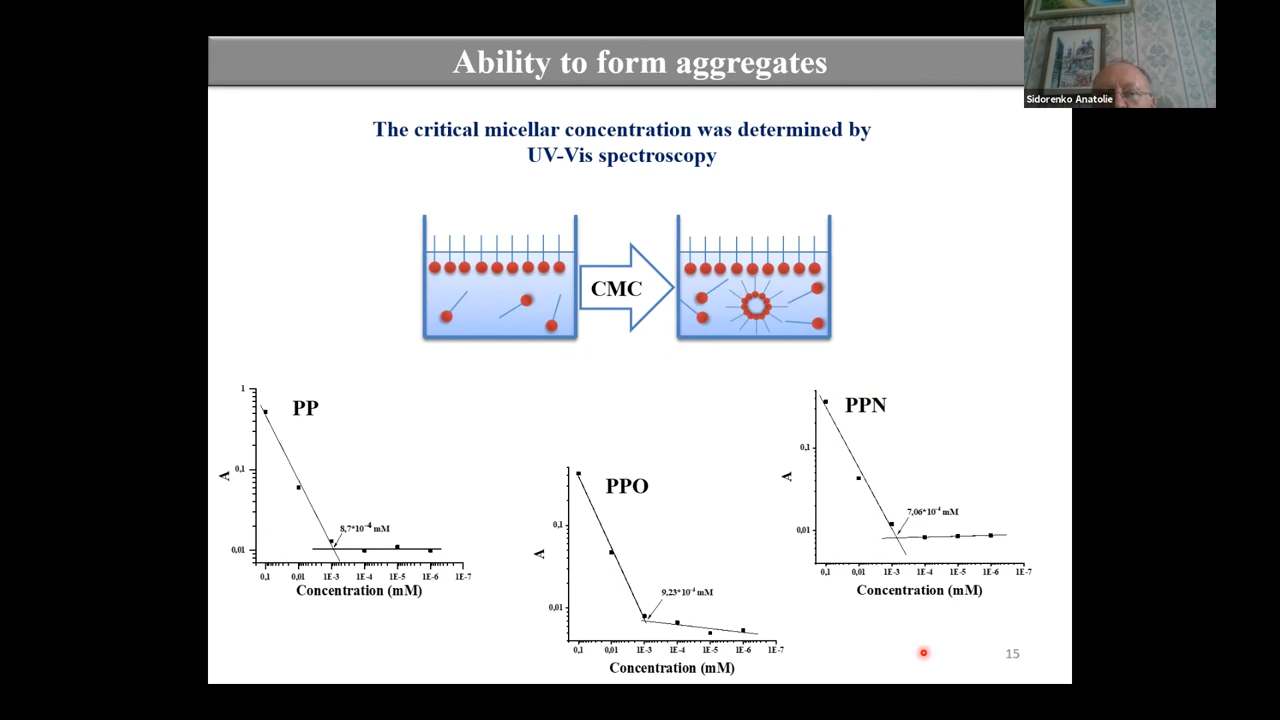 Ability to form aggregates
Sidorenko Anatolie
The critical micellar concentration was determined by
UV-Vis spectroscopy
CMC
PP
A
1
0,1
0,01
8,7*10⁻⁴ mM
0,1 0,01 1E-3 1E-4 1E-5 1E-6 1E-7
Concentration (mM)
PPO
A
0,1
0,01
9,23*10⁻⁴ mM
0,1 0,01 1E-3 1E-4 1E-5 1E-6 1E-7
Concentration (mM)
PPN
A
0,1
0,01
7,06*10⁻⁴ mM
0,1 0,01 1E-3 1E-4 1E-5 1E-6 1E-7
Concentration (mM)
15